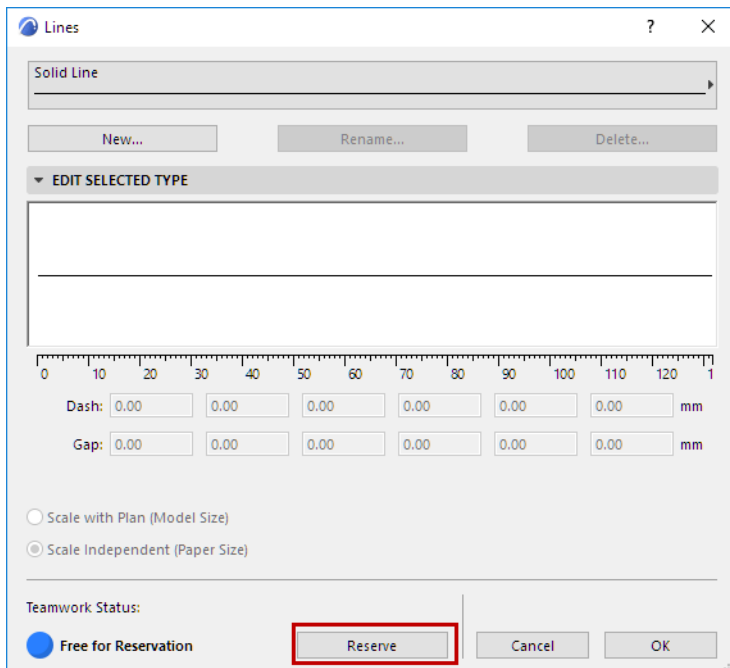 Lines ?
Solid Line
New... Rename... Delete...
EDIT SELECTED TYPE
0 10 20 30 40 50 60 70 80 90 100 110 120 1
Dash: 0.00 0.00 0.00 0.00 0.00 0.00 mm
Gap: 0.00 0.00 0.00 0.00 0.00 0.00 mm
Scale with Plan (Model Size)
Scale Independent (Paper Size)
Teamwork Status:
Free for Reservation Reserve Cancel OK